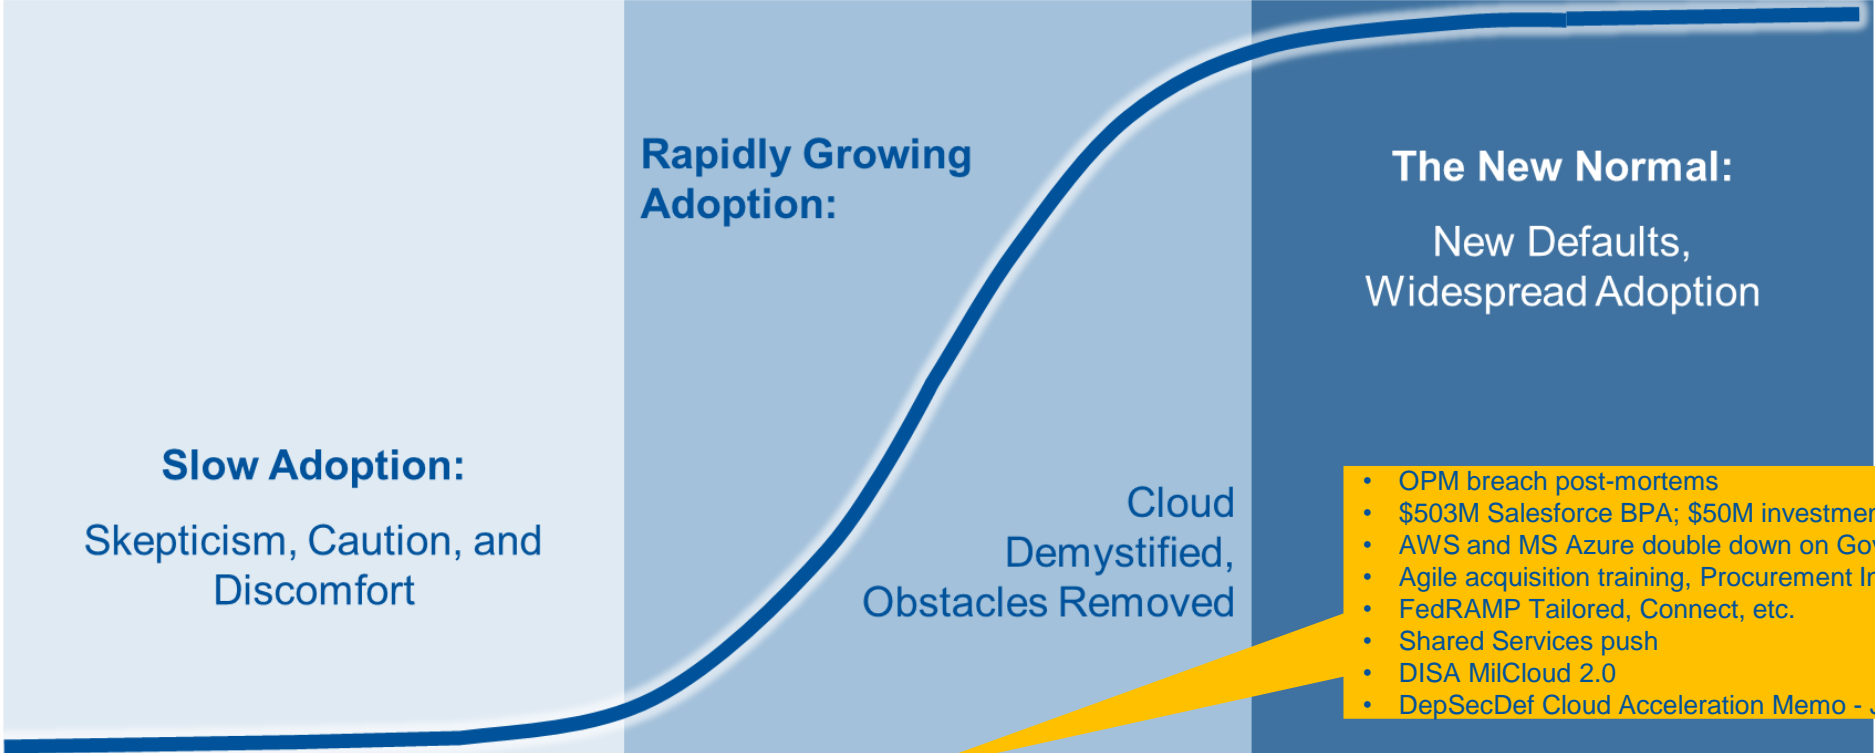 Rapidly Growing
Adoption:
The New Normal:
New Defaults,
Widespread Adoption
Slow Adoption:
Skepticism, Caution, and
Discomfort
Cloud
Demystified,
Obstacles Removed
• OPM breach post-mortems
• $503M Salesforce BPA; $50M
• AWS and MS Azure double down on
• Agile acquisition training, Procurement
• FedRAMP Tailored, Connect, etc.
• Shared Services push
• DISA MilCloud 2.0
• DepSecDef Cloud Acceleration Memo -